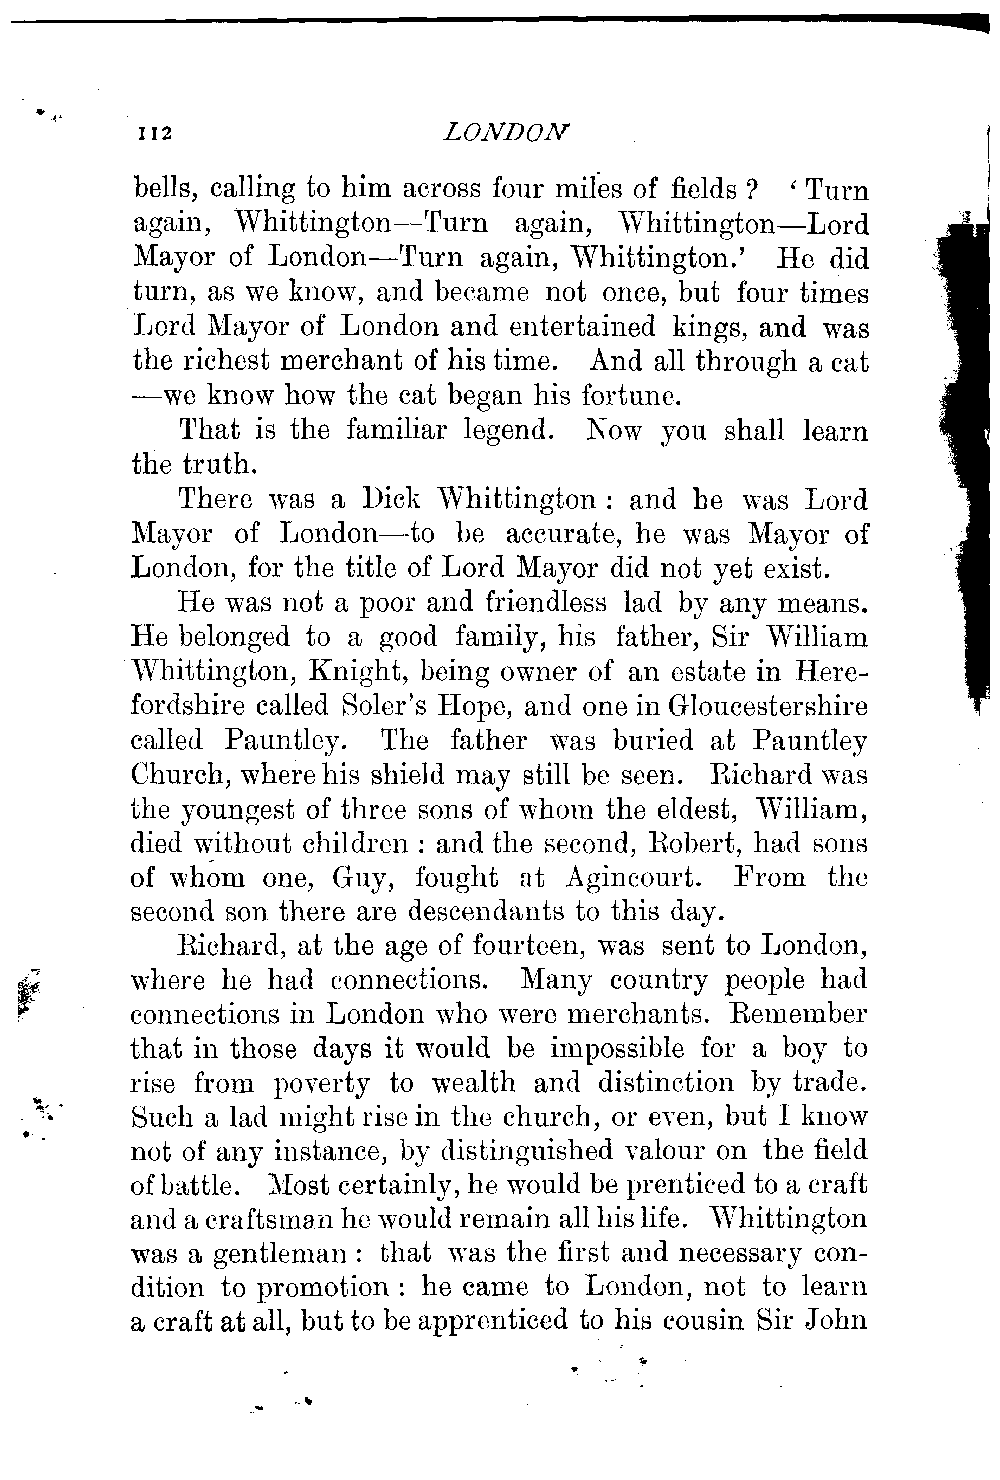 112 LONDON
bells, calling to him across four miles of fields ? ‘ Turn
again, Whittington—Turn again, Whittington—Lord
Mayor of London—Turn again, Whittington.’ He did
turn, as we know, and became not once, but four times
Lord Mayor of London and entertained kings, and was
the richest merchant of his time. And all through a cat
—we know how the cat began his fortune.
That is the familiar legend. Now you shall learn
the truth.
There was a Dick Whittington : and he was Lord
Mayor of London—to be accurate, he was Mayor of
London, for the title of Lord Mayor did not yet exist.
He was not a poor and friendless lad by any means.
He belonged to a good family, his father, Sir William
Whittington, Knight, being owner of an estate in Here-
fordshire called Soler’s Hope, and one in Gloucestershire
called Pauntley. The father was buried at Pauntley
Church, where his shield may still be seen. Richard was
the youngest of three sons of whom the eldest, William,
died without children : and the second, Robert, had sons
of whom one, Guy, fought at Agincourt. From the
second son there are descendants to this day.
Richard, at the age of fourteen, was sent to London,
where he had connections. Many country people had
connections in London who were merchants. Remember
that in those days it would be impossible for a boy to
rise from poverty to wealth and distinction by trade.
Such a lad might rise in the church, or even, but I know
not of any instance, by distinguished valour on the field
of battle. Most certainly, he would be prenticed to a craft
and a craftsman he would remain all his life. Whittington
was a gentleman : that was the first and necessary con-
dition to promotion : he came to London, not to learn
a craft at all, but to be apprenticed to his cousin Sir John